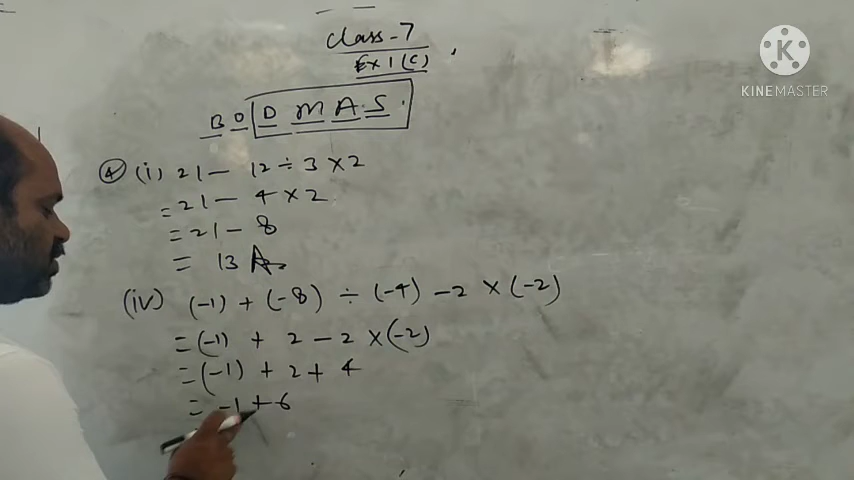 Class-7
Ex 1(C)
B O D M A S.
4 (i) 21 - 12 ÷ 3 × 2
= 21 - 4 × 2
= 21 - 8
= 13 A
(iv) (-1) + (-8) ÷ (-4) - 2 × (-2)
= (-1) + 2 - 2 × (-2)
= (-1) + 2 + 4
= -1 + 6
K
KINEMASTER